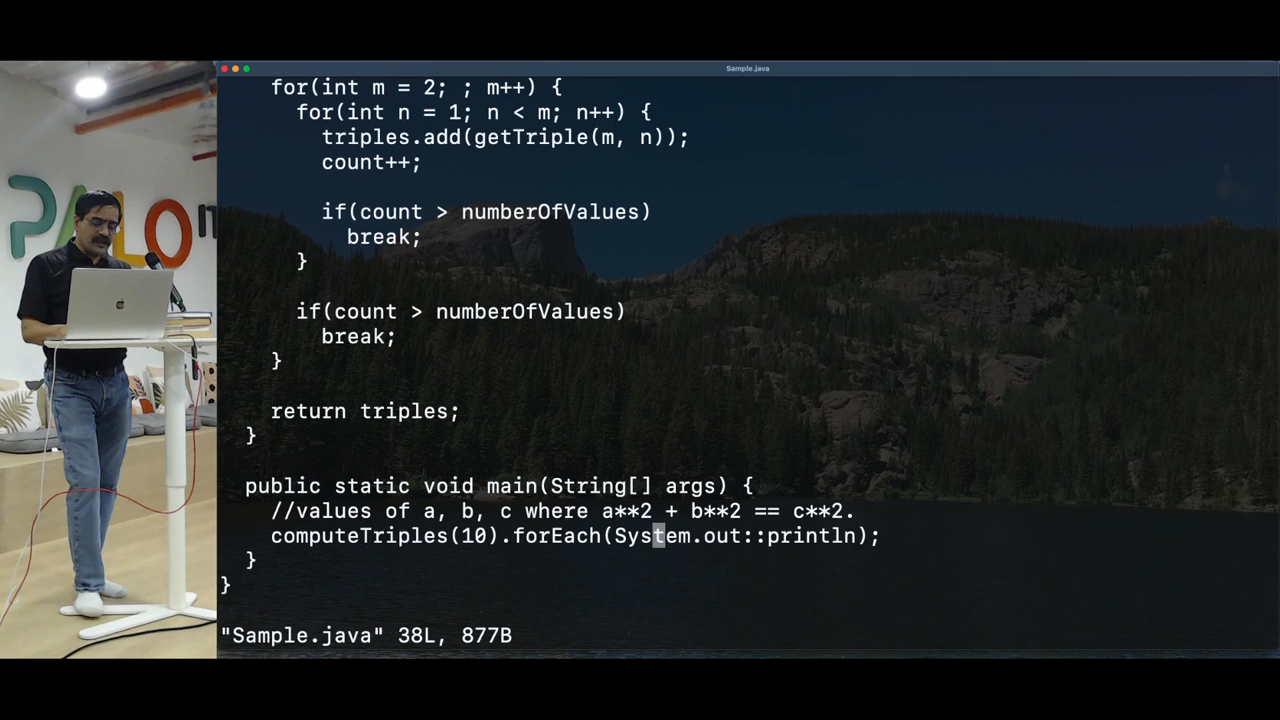 Sample.java
for(int m = 2; ; m++) {
for(int n = 1; n < m; n++) {
triples.add(getTriple(m, n));
count++;
if(count > numberOfValues)
break;
}
if(count > numberOfValues)
break;
}
return triples;
}
public static void main(String[] args) {
//values of a, b, c where a**2 + b**2 == c**2.
computeTriples(10).forEach(System.out::println);
}
}
"Sample.java" 38L, 877B
PALO IT